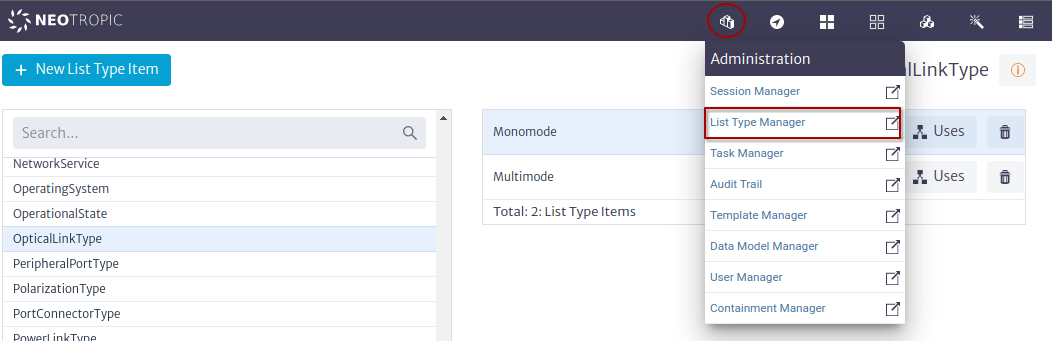 NEOTROPIC
+ New List Type Item
alLinkType
Search...
NetworkService
OperatingSystem
OperationalState
OpticalLinkType
PeripheralPortType
PolarizationType
PortConnectorType
PowerLinkType
Monomode
Uses
Multimode
Uses
Total: 2: List Type Items
Administration
Session Manager
List Type Manager
Task Manager
Audit Trail
Template Manager
Data Model Manager
User Manager
Containment Manager